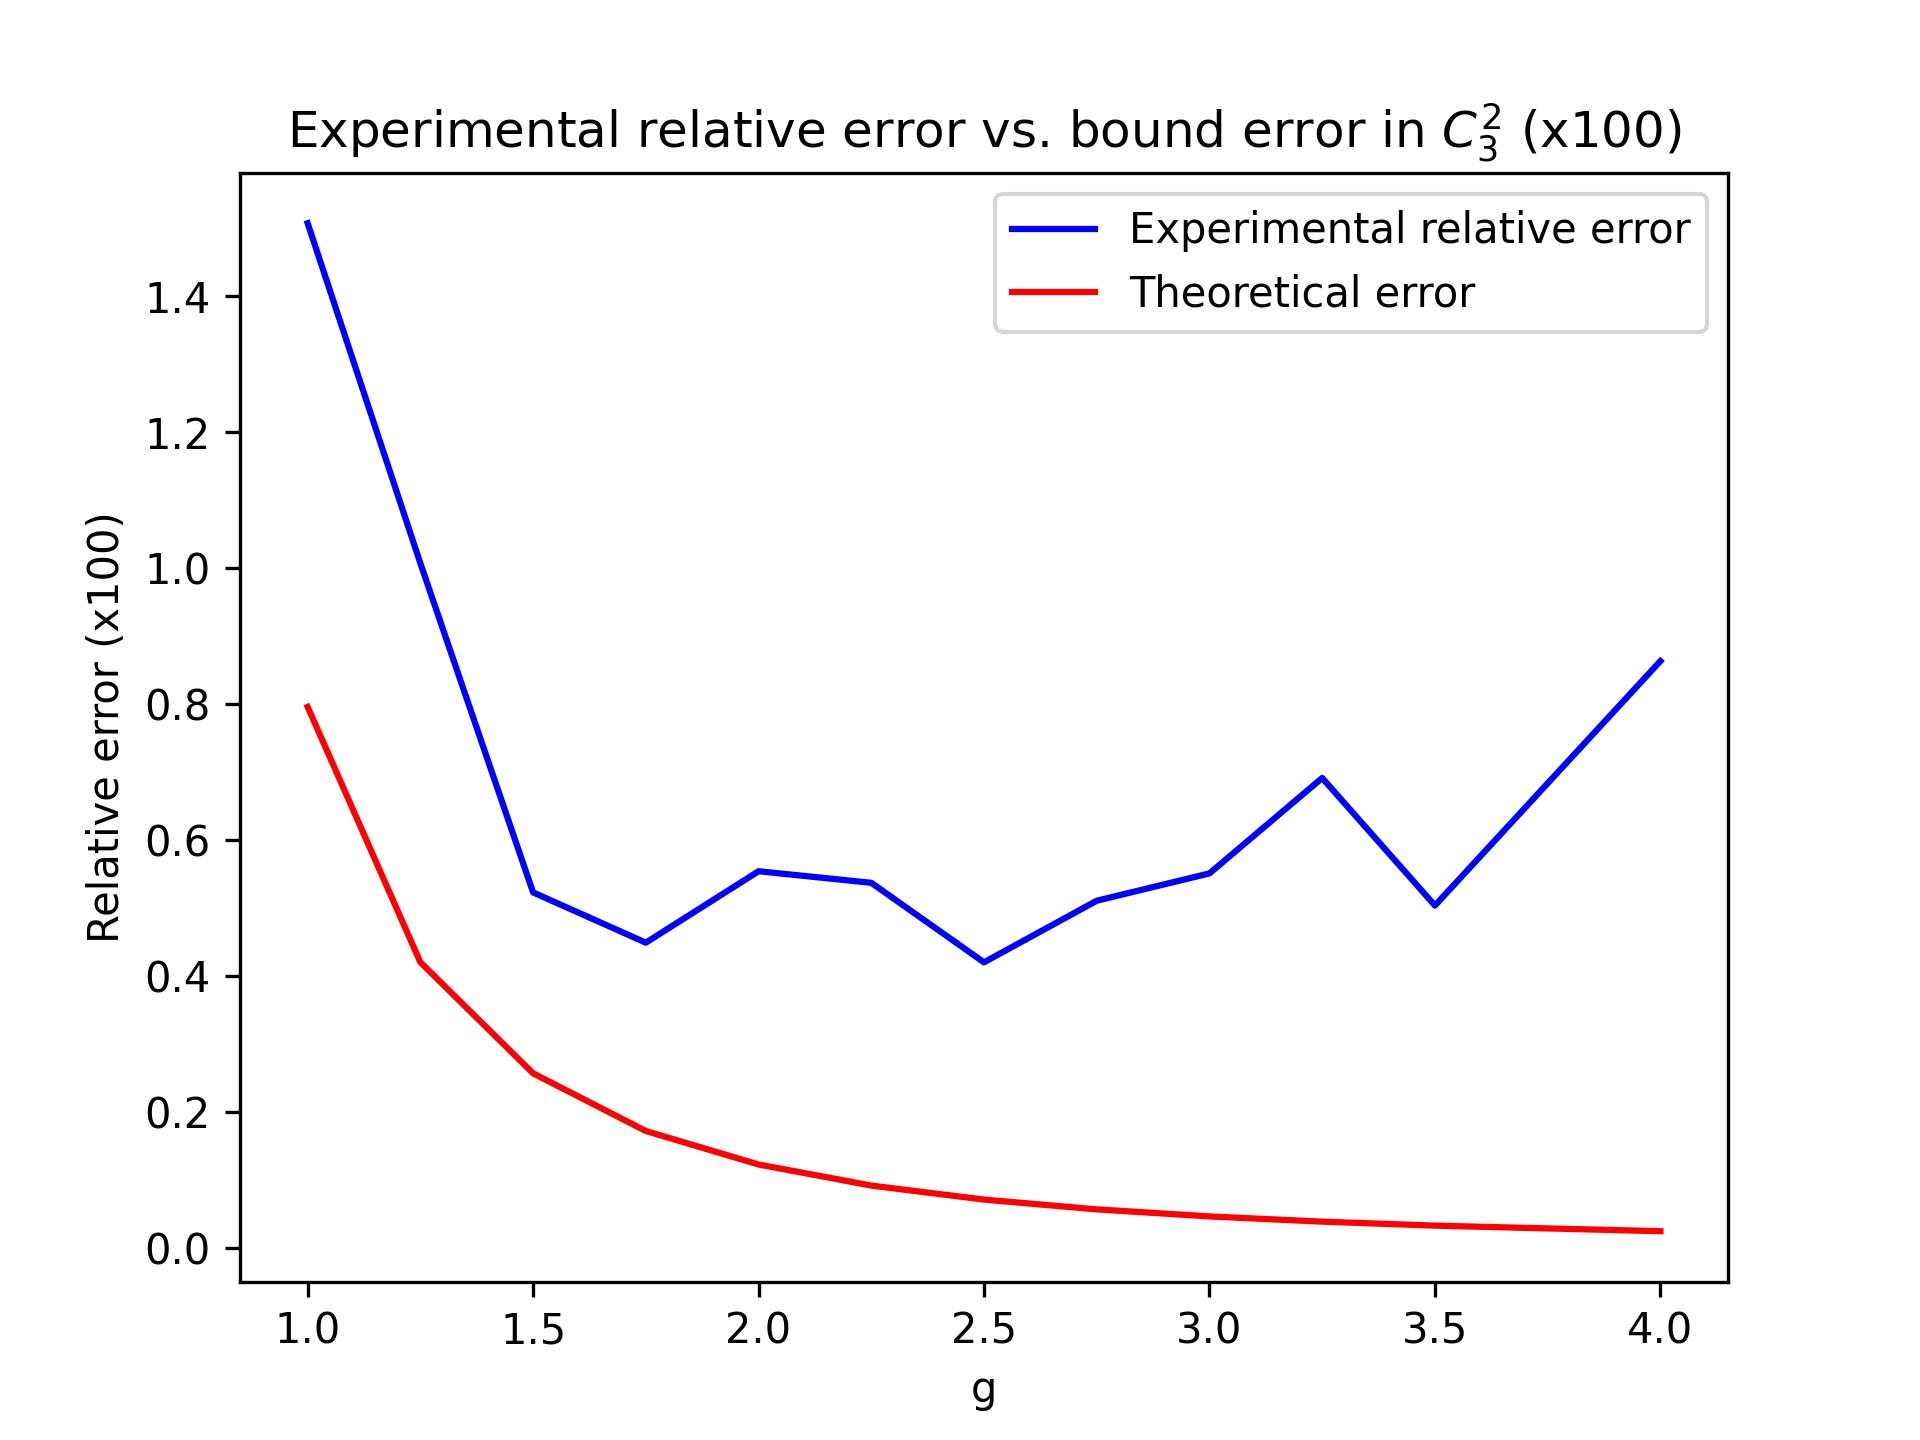 Experimental relative error vs. bound error in $C_3^2$ (x100)
Experimental relative error
Theoretical error
Relative error (x100)
1.4
1.2
1.0
0.8
0.6
0.4
0.2
0.0
1.0 1.5 2.0 2.5 3.0 3.5 4.0
g